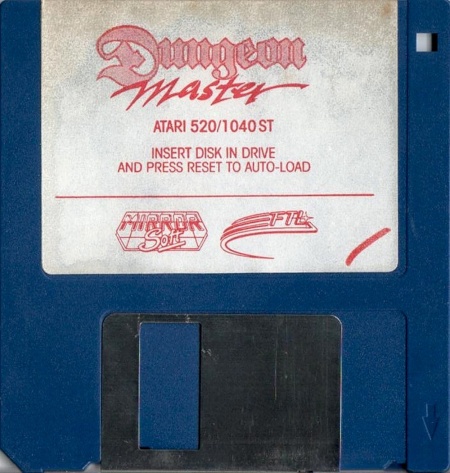 Dungeon
Master
ATARI 520/1040 ST
INSERT DISK IN DRIVE
AND PRESS RESET TO AUTO-LOAD
MIRROR
Soft
FTL